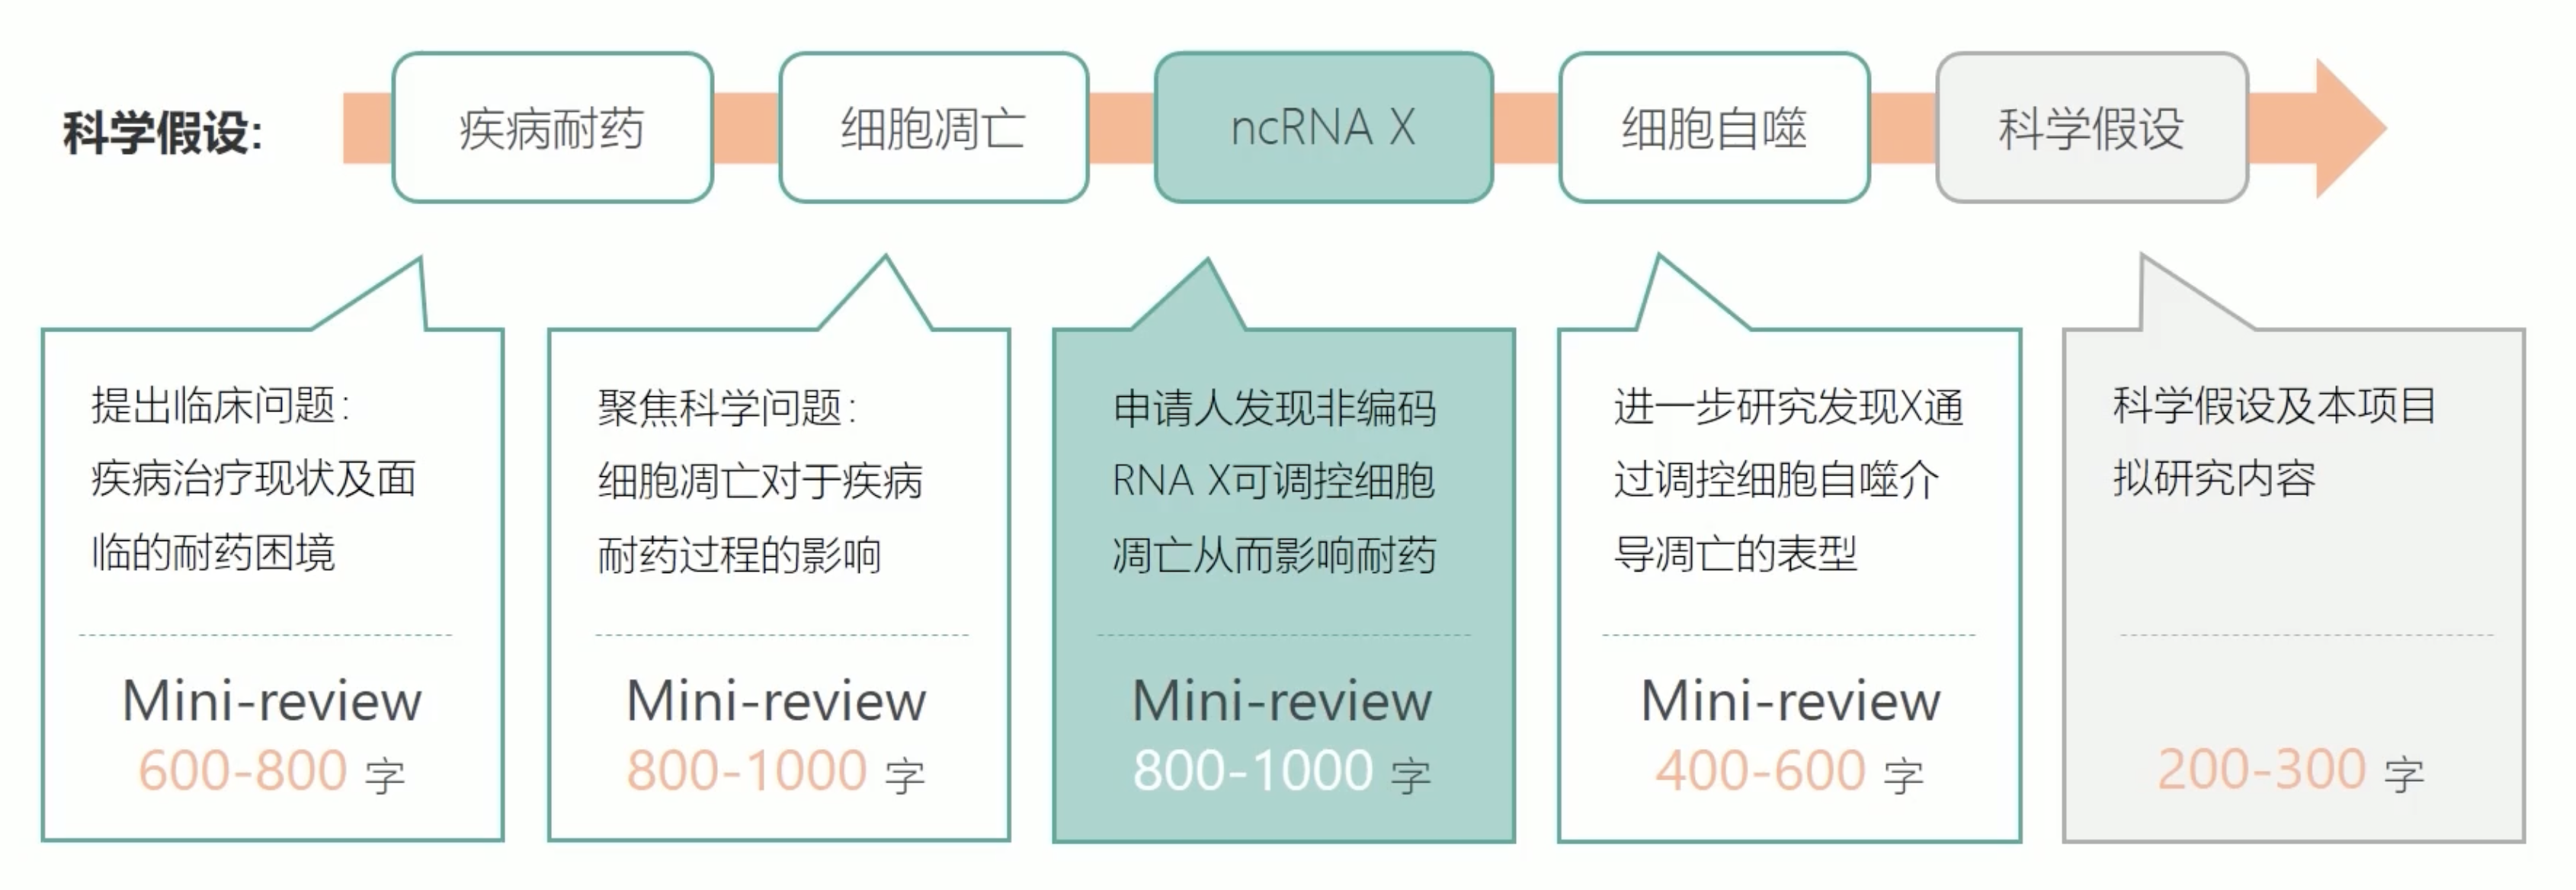 科学假设:
疾病耐药
细胞凋亡
ncRNA X
细胞自噬
科学假设
提出临床问题：
疾病治疗现状及面
临的耐药困境
Mini-review
600-800 字
聚焦科学问题：
细胞凋亡对于疾病
耐药过程的影响
Mini-review
800-1000 字
申请人发现非编码
RNA X可调控细胞
凋亡从而影响耐药
Mini-review
800-1000 字
进一步研究发现X通
过调控细胞自噬介
导凋亡的表型
Mini-review
400-600 字
科学假设及本项目
拟研究内容
200-300 字